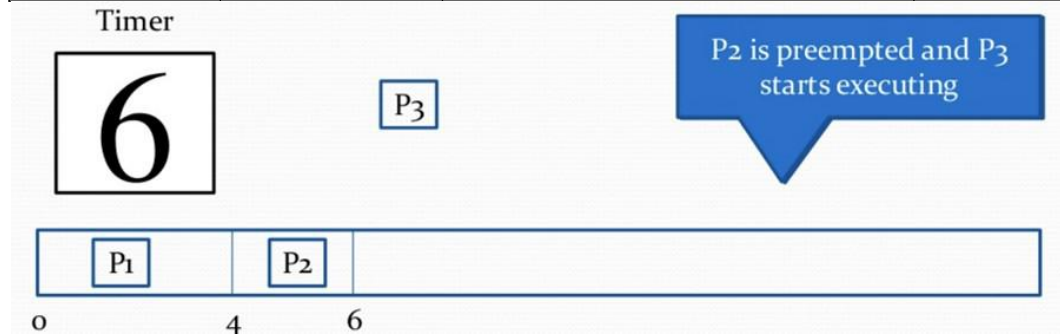 Timer
6
P3
P2 is preempted and P3
starts executing
P1
P2
0
4
6